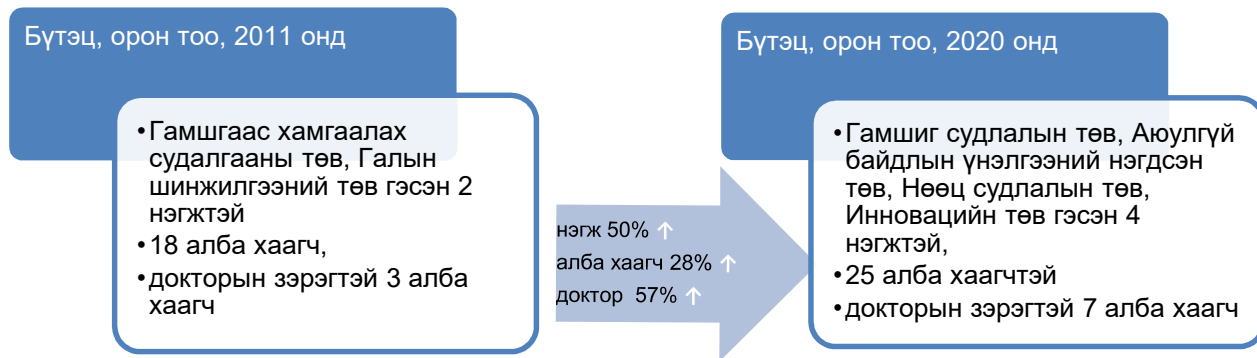 Бүтэц, орон тоо, 2011 онд
•Гамшгаас хамгаалах
судалгааны төв, Галын
шинжилгээний төв гэсэн 2
нэгжтэй
•18 алба хаагч,
•докторын зэрэгтэй 3 алба
хаагч
нэгж 50% ↑
алба хаагч 28% ↑
доктор 57% ↑
Бүтэц, орон тоо, 2020 онд
•Гамшиг судлалын төв, Аюулгүй
байдлын үнэлгээний нэгдсэн
төв, Нөөц судлалын төв,
Инновацийн төв гэсэн 4
нэгжтэй,
•25 алба хаагчтай
•докторын зэрэгтэй 7 алба хаагч